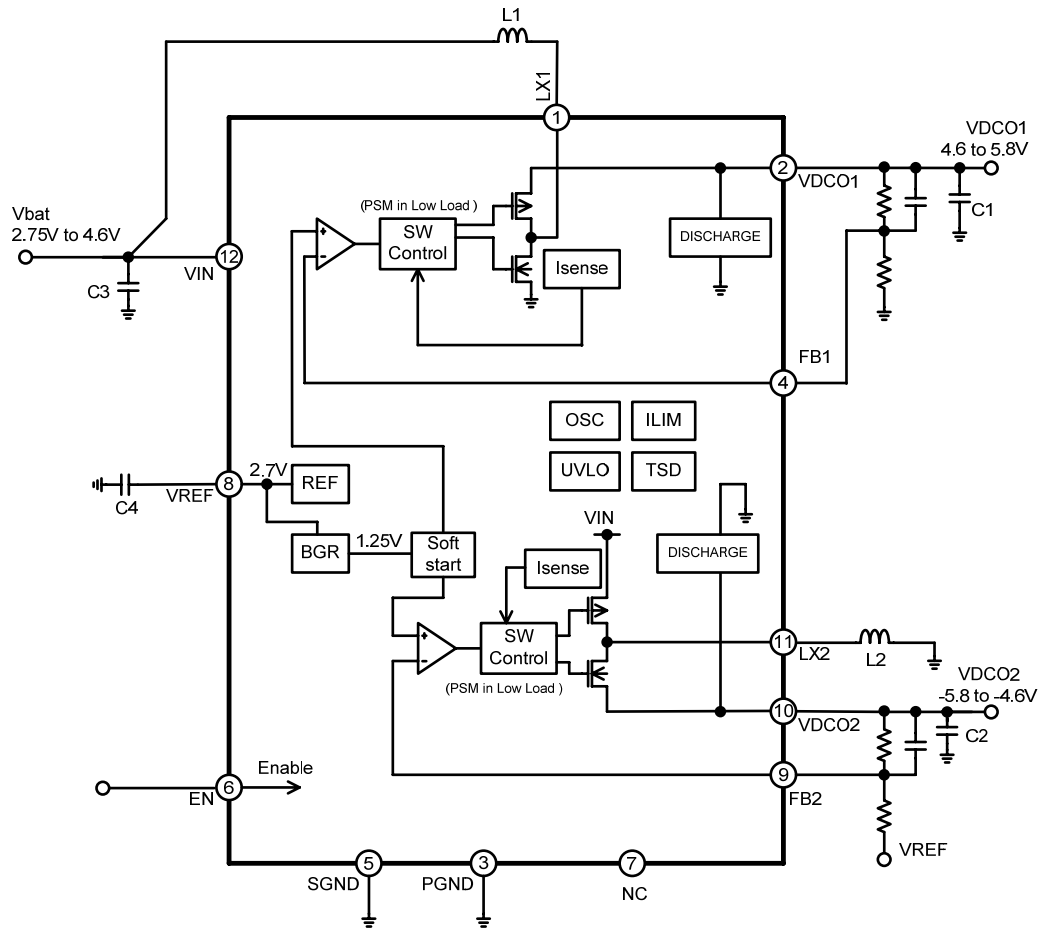 L1
LX1
1
VDCO1
4.6 to 5.8V
2
VDCO1
C1
(PSM in Low Load )
SW
Control
+
-
DISCHARGE
Isense
Vbat
2.75V to 4.6V
12
VIN
C3
FB1
4
OSC
ILIM
UVLO
TSD
2.7V
REF
8
VREF
C4
BGR
1.25V
Soft
start
VIN
DISCHARGE
Isense
+
-
SW
Control
(PSM in Low Load )
11
LX2
L2
VDCO2
-5.8 to -4.6V
10
VDCO2
C2
9
FB2
Enable
6
EN
VREF
5
SGND
3
PGND
7
NC